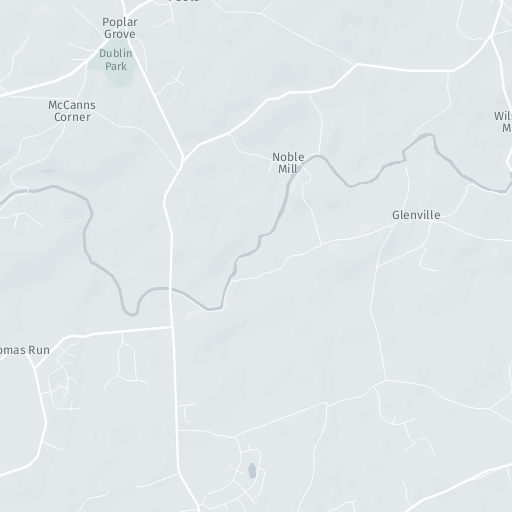 Poplar
Grove
Dublin
Park
McCanns
Corner
Noble
Mill
Glenville
omas Run